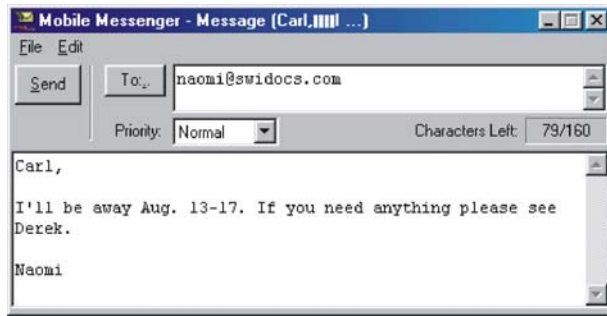 Mobile Messenger - Message (Carl, ...)
File Edit
Send
To:..
naomi@swidocs.com
Priority:
Normal
Characters Left:
79/160
Carl,
I'll be away Aug. 13-17. If you need anything please see
Derek.
Naomi